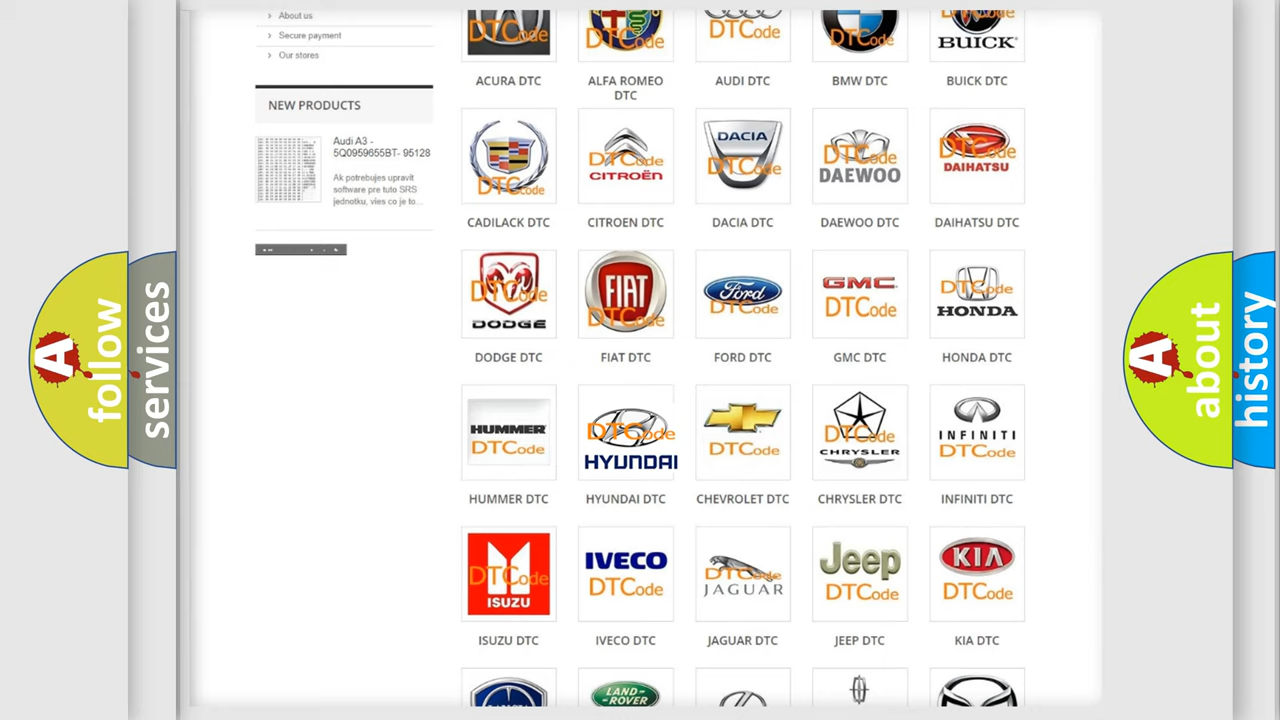 About us
Secure payment
Our stores
NEW PRODUCTS
Audi A3 -
5Q0959655BT- 95128
Ak potrebujes upravit
software pre tuto SRS
jednotku, vies co je to...
DTCode
DTCode
DTCode
DTCode
BUICK
ACURA DTC
ALFA ROMEO
DTC
AUDI DTC
BMW DTC
BUICK DTC
DTCode
DTCode
CITROËN
DACIA
DTCode
DTCode
DAEWOO
DTCode
DAIHATSU
CADILACK DTC
CITROEN DTC
DACIA DTC
DAEWOO DTC
DAIHATSU DTC
DTCode
DODGE
FIAT
DTCode
Ford
DTCode
GMC
DTCode
DTCode
HONDA
DODGE DTC
FIAT DTC
FORD DTC
GMC DTC
HONDA DTC
HUMMER
DTCode
DTCode
HYUNDAI
DTCode
DTCode
CHRYSLER
INFINITI
DTCode
HUMMER DTC
HYUNDAI DTC
CHEVROLET DTC
CHRYSLER DTC
INFINITI DTC
DTCode
ISUZU
IVECO
DTCode
DTCode
JAGUAR
Jeep
DTCode
KIA
DTCode
ISUZU DTC
IVECO DTC
JAGUAR DTC
JEEP DTC
KIA DTC
LAND-
ROVER
A
follow
services
A
about
history